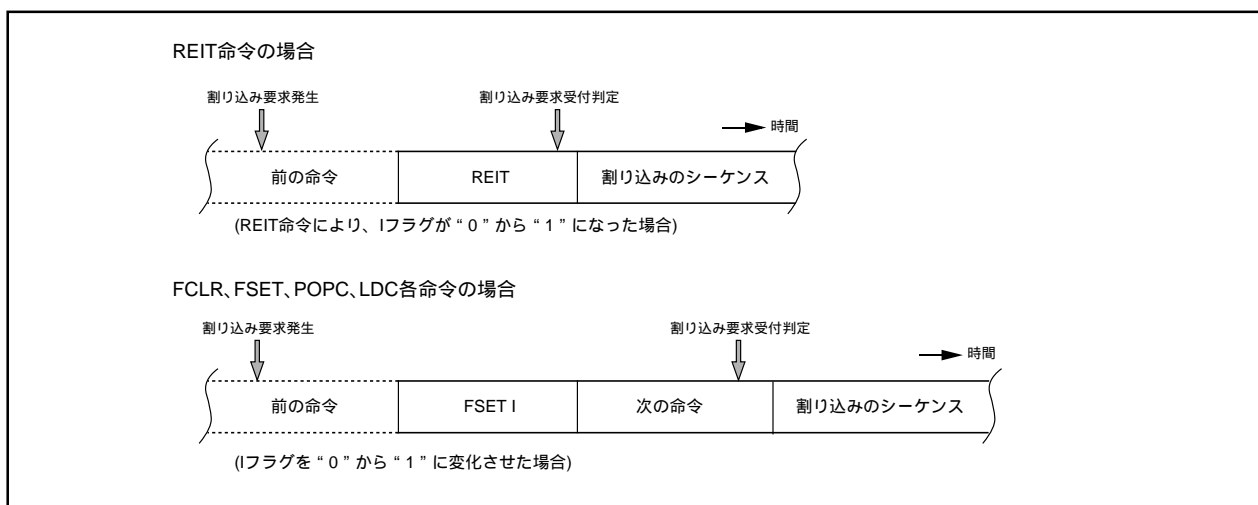 REIT命令の場合
割り込み要求発生
割り込み要求受付判定
時間
前の命令
REIT
割り込みのシーケンス
(REIT命令により、Iフラグが“0”から“1”になった場合)
FCLR、FSET、POPC、LDC各命令の場合
割り込み要求発生
割り込み要求受付判定
時間
前の命令
FSET I
次の命令
割り込みのシーケンス
(Iフラグを“0”から“1”に変化させた場合)